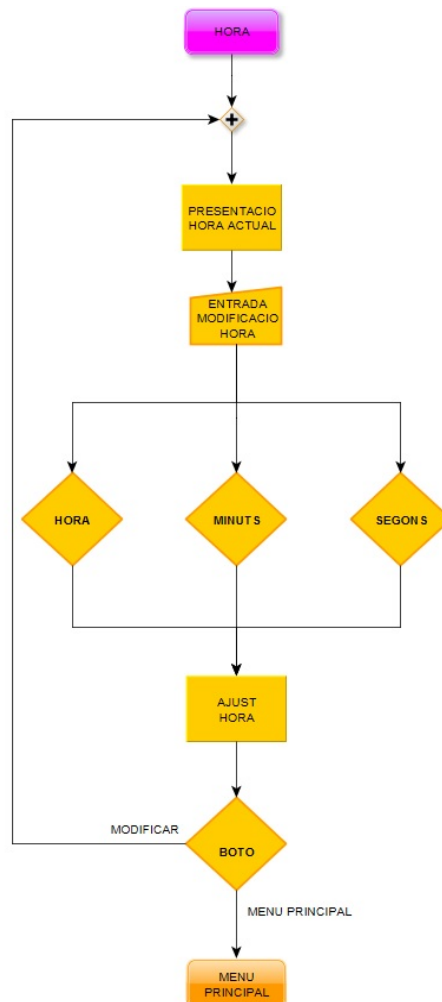 HORA
PRESENTACIO
HORA ACTUAL
ENTRADA
MODIFICACIO
HORA
HORA
MINUTS
SEGONS
AJUST
HORA
MODIFICAR
BOTO
MENU PRINCIPAL
MENU
PRINCIPAL